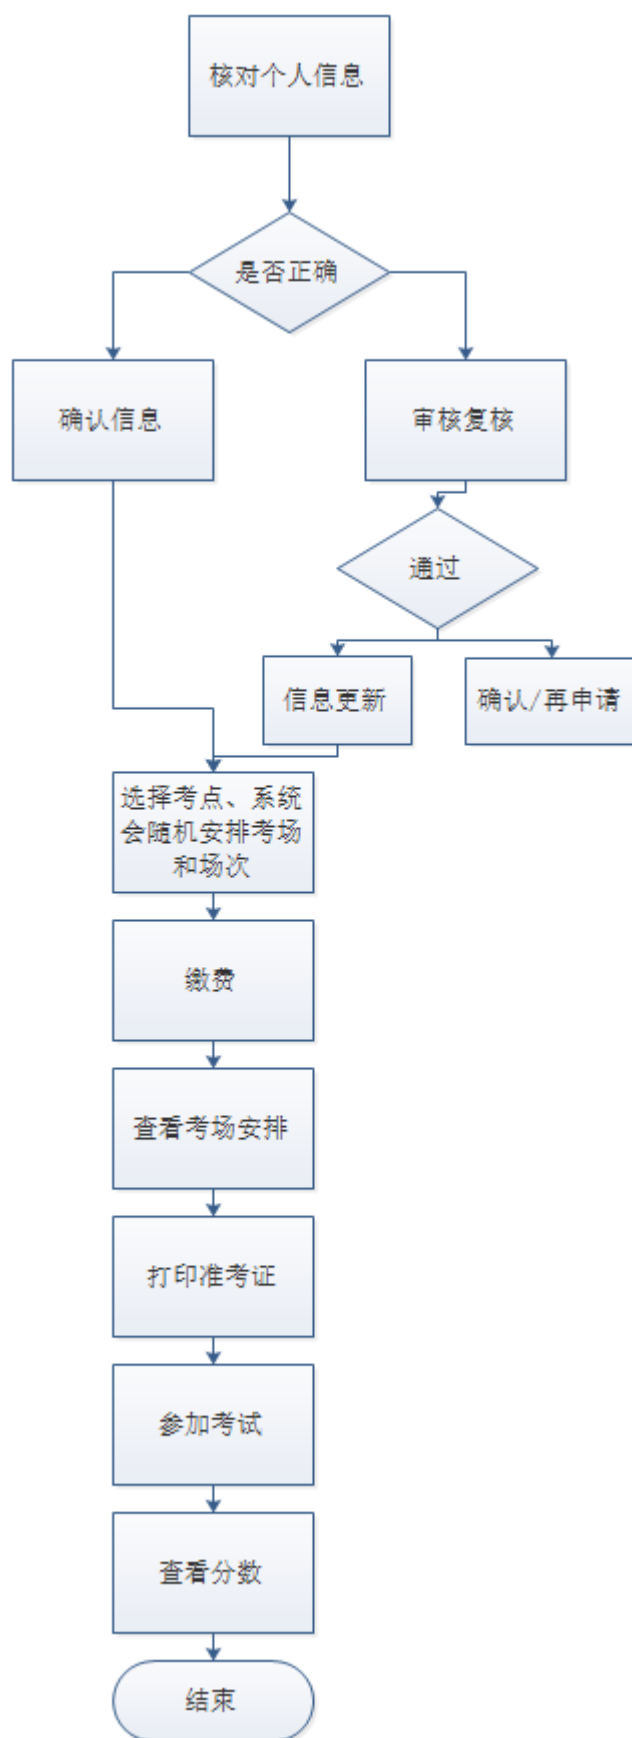 核对个人信息
是否正确
确认信息
审核复核
通过
信息更新
确认/再申请
选择考点、系统
会随机安排考场
和场次
缴费
查看考场安排
打印准考证
参加考试
查看分数
结束